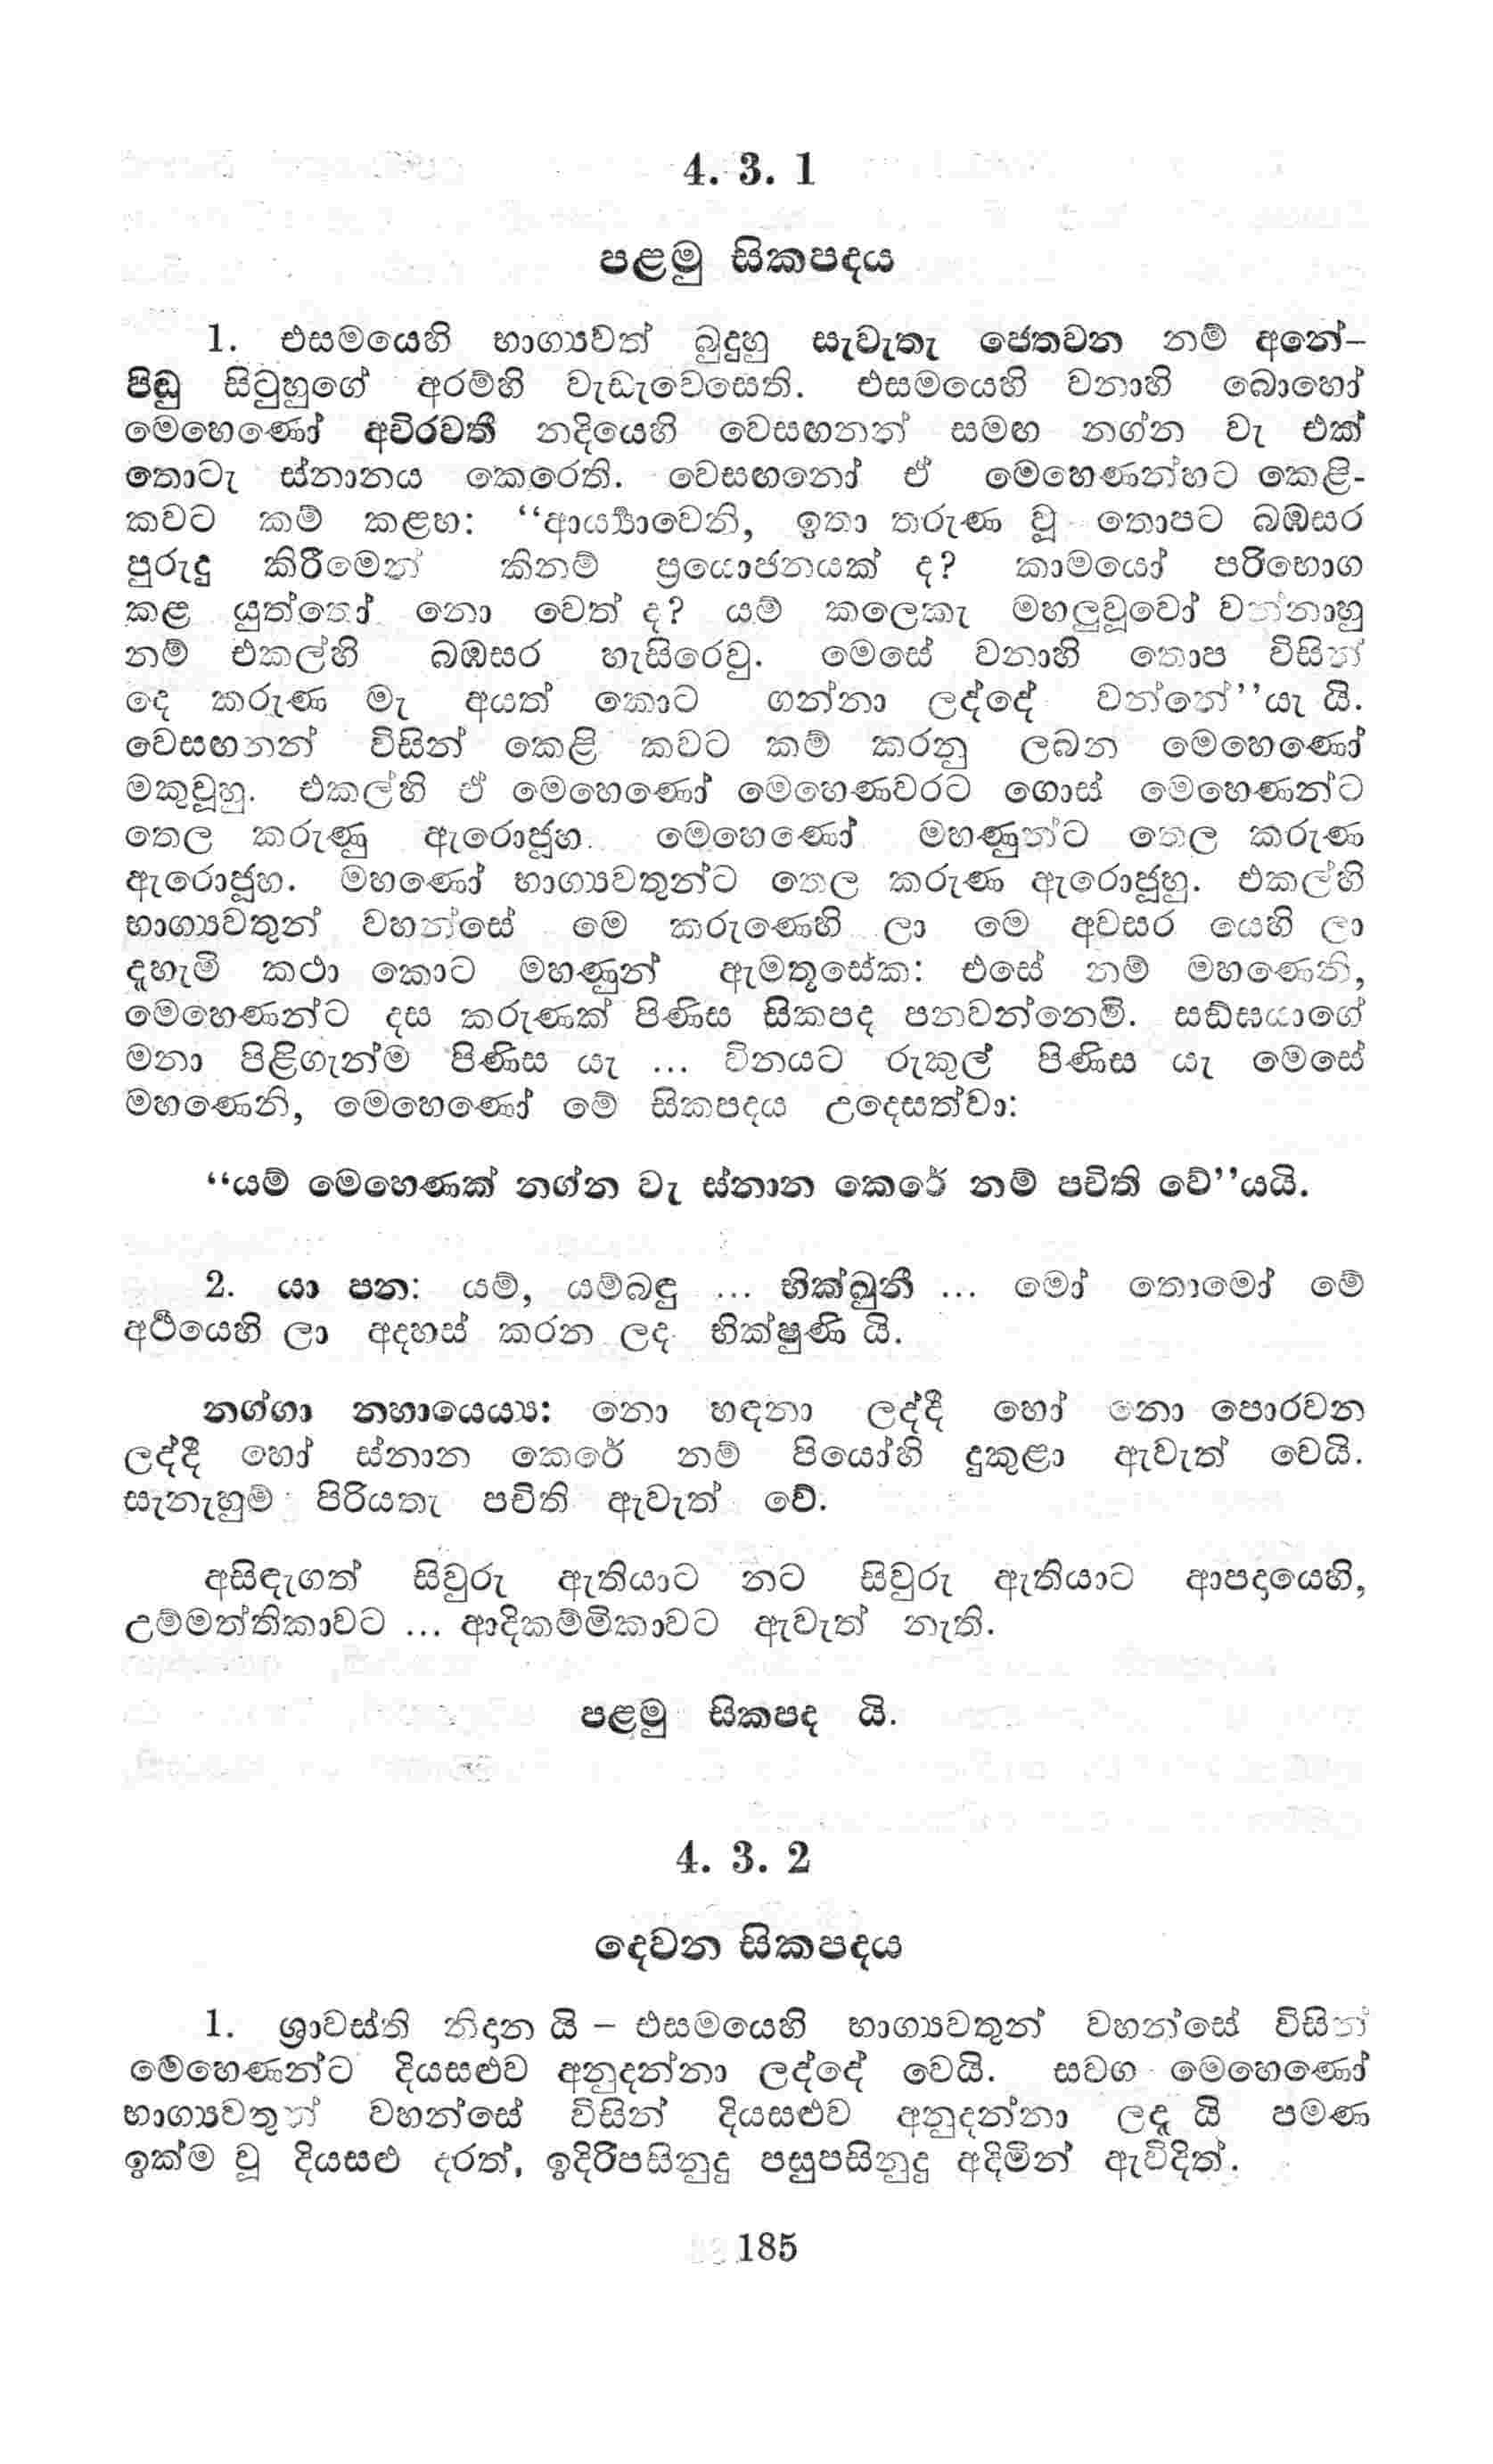 4. 3. 1
පළමු සිකපදය
1. එසමයෙහි භාග්‍යවත් බුදුහු සැවැතැ ජෙතවන නම් අනේ-
පිඬු සිටුහුගේ අරම්හි වැඩැවෙසෙති. එසමයෙහි වනාහි බොහෝ
මෙහෙණෝ අචිරවතී නදියෙහි වෙසඟනන් සමඟ නග්න වැ එක්
තොටැ ස්නානය කෙරෙති. වෙසඟනෝ ඒ මෙහෙණන්හට කෙළි-
කවට කම් කළහ: “ආර්‍ය්‍යාවෙනි, ඉතා තරුණ වූ තොපට බඹසර
පුරුදු කිරීමෙන් කිනම් ප්‍රයොජනයක් ද? කාමයෝ පරිභොග
කළ යුත්තෝ නො වෙත් ද? යම් කලෙකැ මහලුවූවෝ වන්නාහු
නම් එකල්හි බඹසර හැසිරෙවු. මෙසේ වනාහි තොප විසින්
දෙ කරුණ මැ අයත් කොට ගන්නා ලද්දේ වන්නේ”යැ යි.
වෙසඟනන් විසින් කෙළි කවට කම් කරනු ලබන මෙහෙණෝ
මකුවූහු. එකල්හි ඒ මෙහෙණෝ මෙහෙණවරට ගොස් මෙහෙණන්ට
තෙල කරුණු ඇරොජූහ. මෙහෙණෝ මහණුන්ට තෙල කරුණ
ඇරොජූහ. මහණෝ භාග්‍යවතුන්ට තෙල කරුණ ඇරොජූහු. එකල්හි
භාග්‍යවතුන් වහන්සේ මෙ කරුණෙහි ලා මෙ අවසර යෙහි ලා
දැහැමි කථා කොට මහණුන් ඇමතූසේක: එසේ නම් මහණෙනි,
මෙහෙණන්ට දස කරුණක් පිණිස සිකපද පනවන්නෙමි. සඞ්ඝයාගේ
මනා පිළිගැන්ම පිණිස යැ ... විනයට රුකුල් පිණිස යැ මෙසේ
මහණෙනි, මෙහෙණෝ මේ සිකපදය උදෙසත්වා:
“යම් මෙහෙණක් නග්න වැ ස්නාන කෙරේ නම් පචිති වේ”යයි.
2. යා පන: යම්, යම්බඳු ... භික්ඛුනී ... මෝ තොමෝ මේ
අර්‍ථයෙහි ලා අදහස් කරන ලද භික්ෂුණි යි.
නග්ගා නහායෙය්‍ය: නො හඳනා ලද්දී හෝ නො පොරවන
ලද්දී හෝ ස්නාන කෙරේ නම් පියෝහි දුකුළා ඇවැත් වෙයි.
සැනැහුම් පිරියතැ පචිති ඇවැත් වේ.
අසිඳැගත් සිවුරු ඇතියාට නට සිවුරු ඇතියාට ආපදායෙහි,
උම්මත්තිකාවට ... ආදිකම්මිකාවට ඇවැත් නැති.
පළමු සිකපද යි.
4. 3. 2
දෙවන සිකපදය
1. ශ්‍රාවස්ති නිදාන යි – එසමයෙහි භාග්‍යවතුන් වහන්සේ විසින්
මෙහෙණන්ට දියසළුව අනුදන්නා ලද්දේ වෙයි. සවග මෙහෙණෝ
භාග්‍යවතුන් වහන්සේ විසින් දියසළුව අනුදන්නා ලදැ යි පමණ
ඉක්ම වූ දියසළු දරත්, ඉදිරිපසිනුදු පසුපසිනුදු අදිමින් ඇවිදිත්.
185